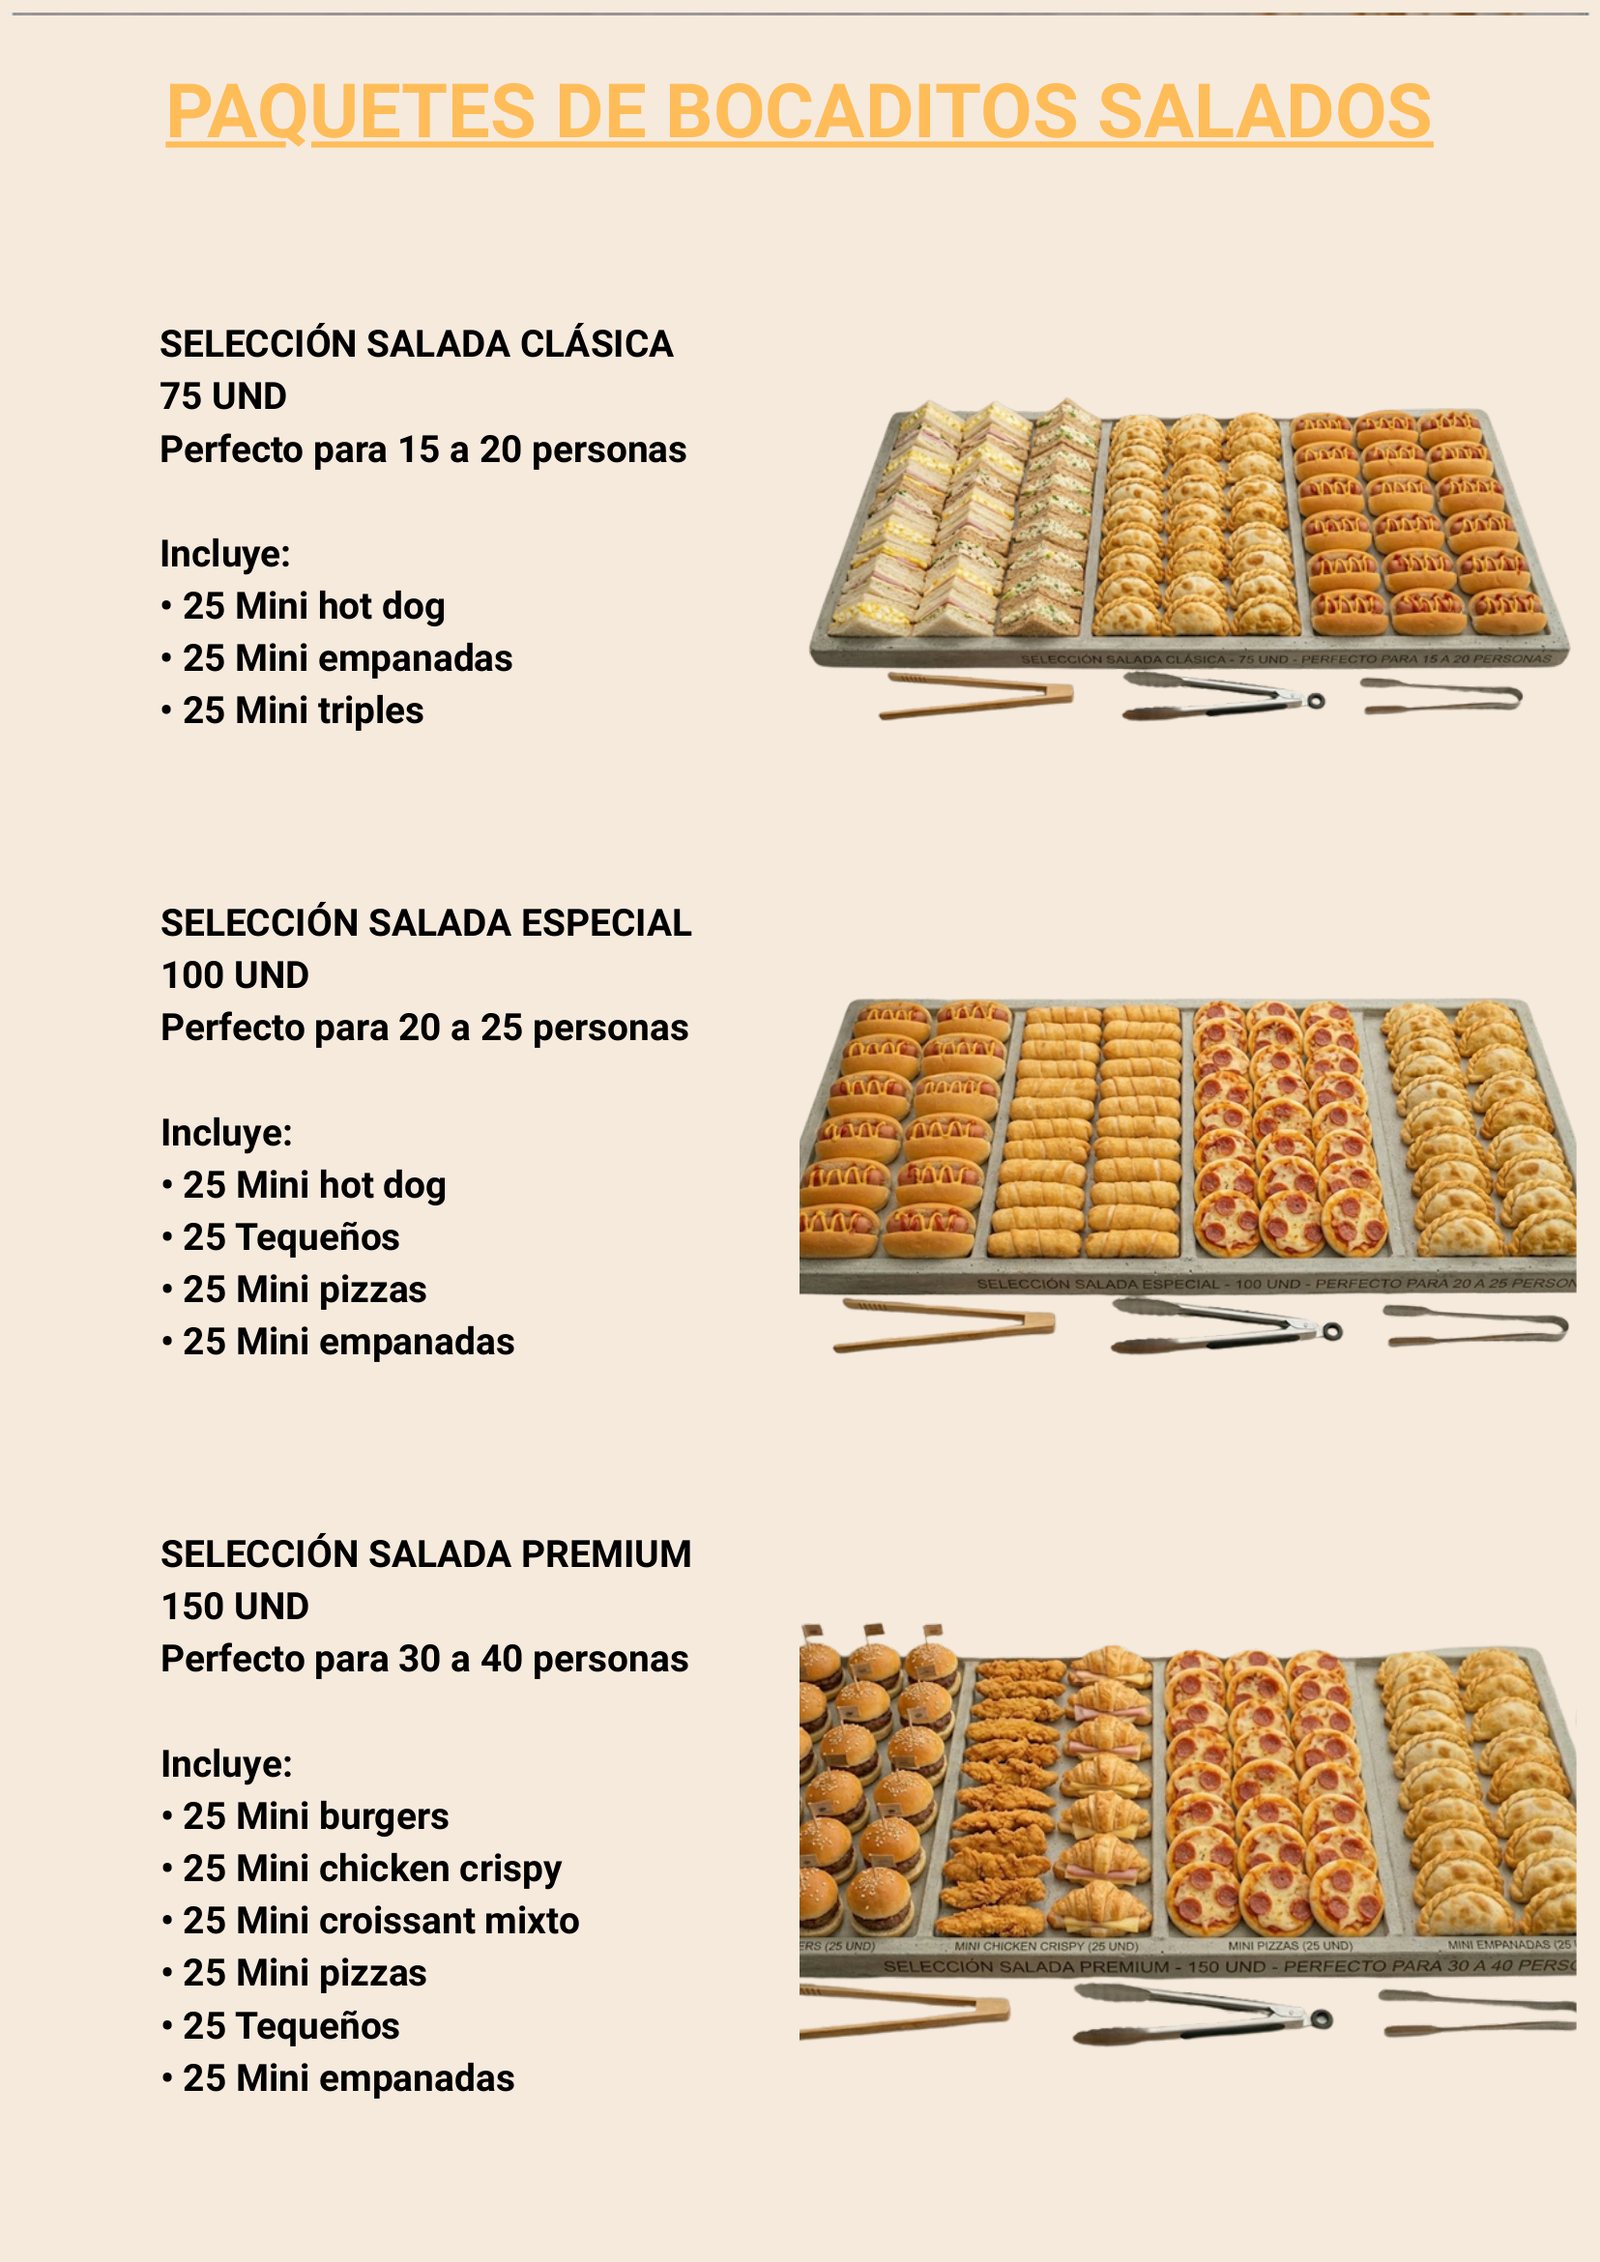 PAQUETES DE BOCADITOS SALADOS
SELECCIÓN SALADA CLÁSICA
75 UND
Perfecto para 15 a 20 personas
Incluye:
• 25 Mini hot dog
• 25 Mini empanadas
• 25 Mini triples
SELECCIÓN SALADA CLÁSICA - 75 UND - PERFECTO PARA 15 A 20 PERSONAS
SELECCIÓN SALADA ESPECIAL
100 UND
Perfecto para 20 a 25 personas
Incluye:
• 25 Mini hot dog
• 25 Tequeños
• 25 Mini pizzas
• 25 Mini empanadas
SELECCIÓN SALADA ESPECIAL - 100 UND - PERFECTO PARA 20 A 25 PERSON
SELECCIÓN SALADA PREMIUM
150 UND
Perfecto para 30 a 40 personas
Incluye:
• 25 Mini burgers
• 25 Mini chicken crispy
• 25 Mini croissant mixto
• 25 Mini pizzas
• 25 Tequeños
• 25 Mini empanadas
ERS (25 UND) MINI CHICKEN CRISPY (25 UND) MINI PIZZAS (25 UND) MINI EMPANADAS (25
SELECCIÓN SALADA PREMIUM - 150 UND - PERFECTO PARA 30 A 40 PERSO